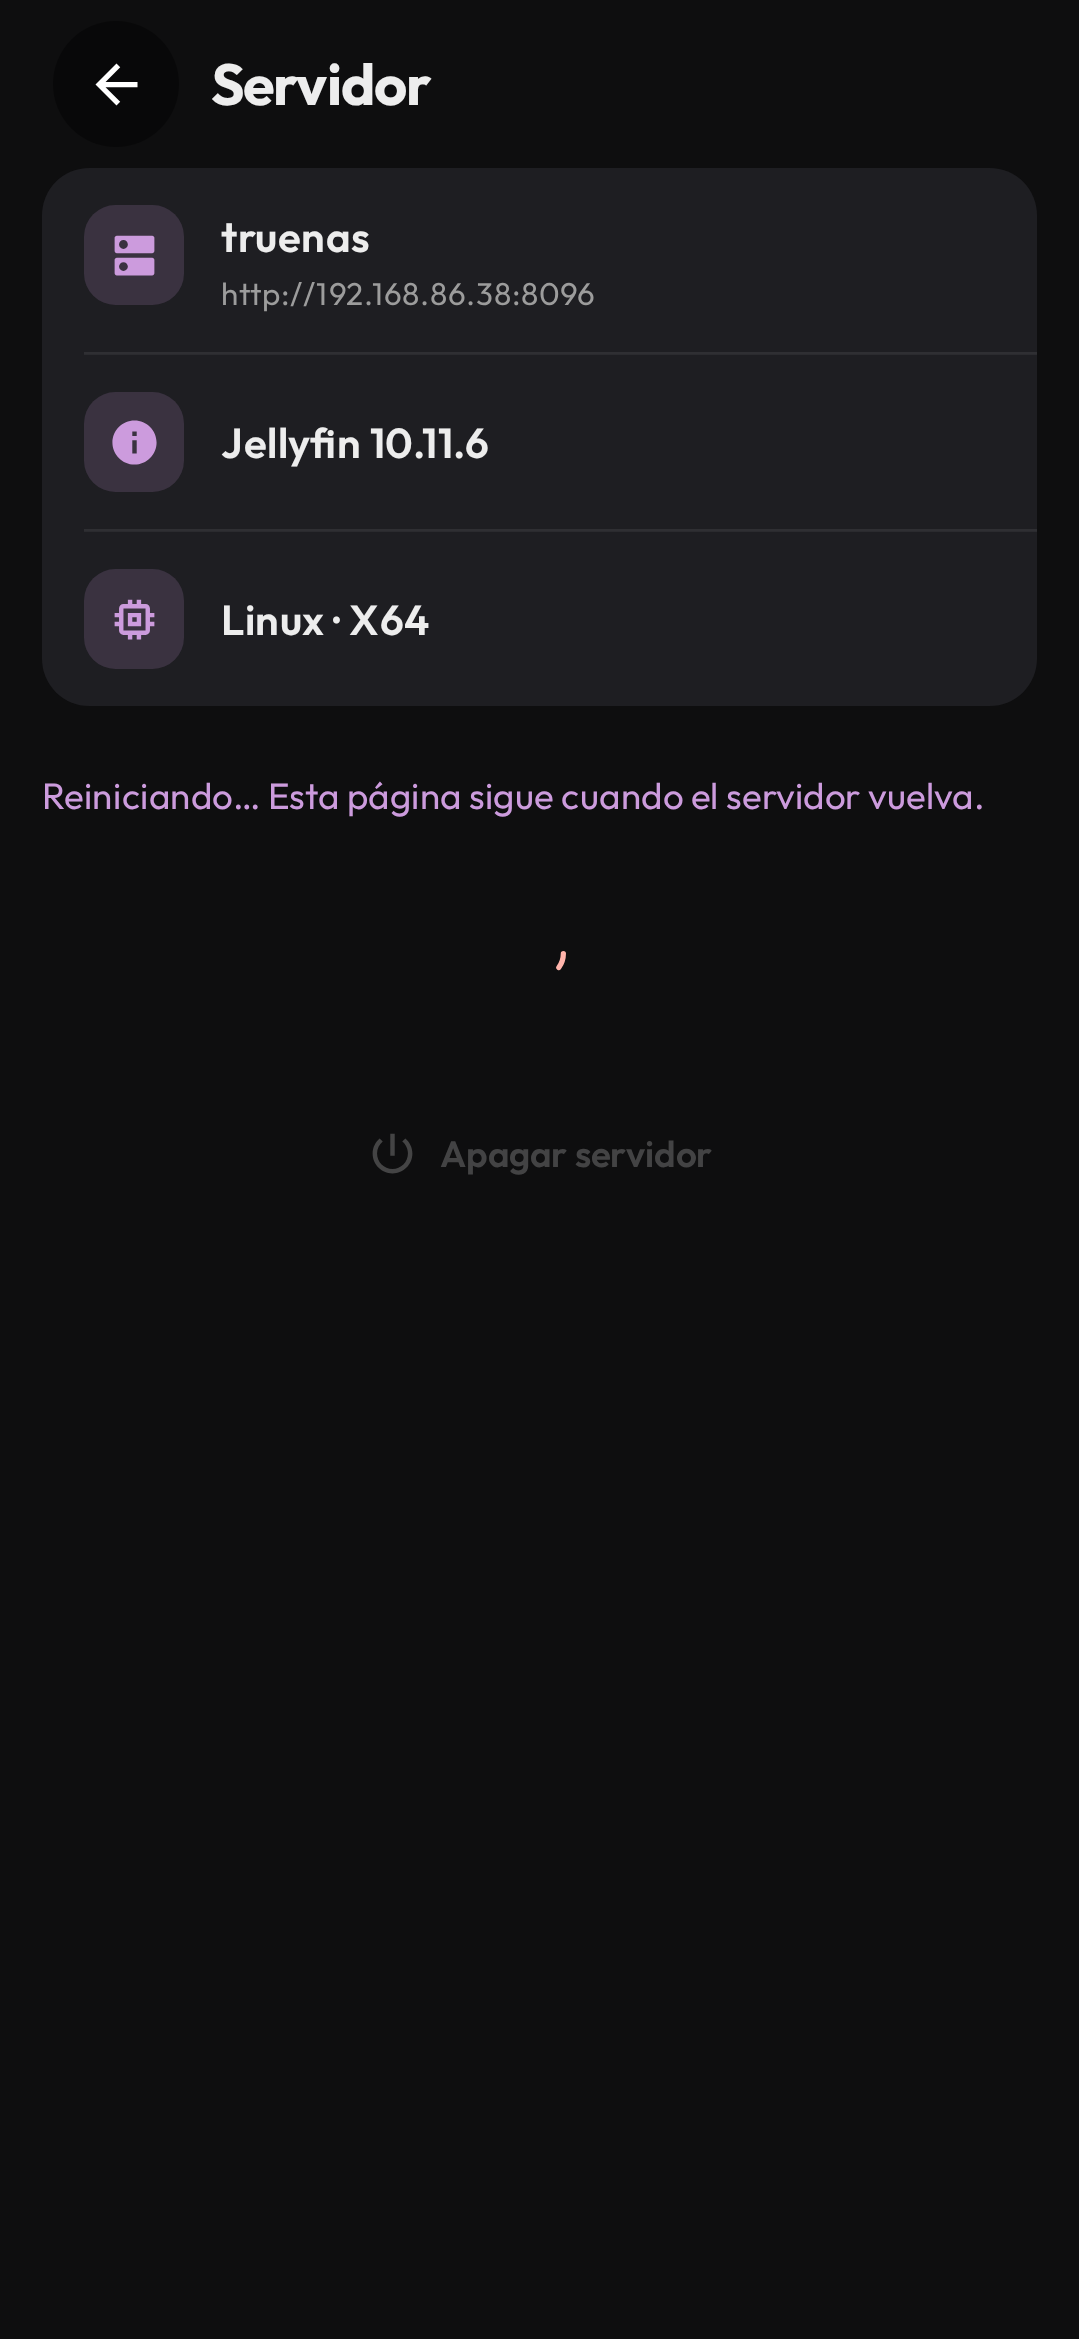 Servidor
truenas
http://192.168.86.38:8096
Jellyfin 10.11.6
Linux · X64
Reiniciando… Esta página sigue cuando el servidor vuelva.
Apagar servidor